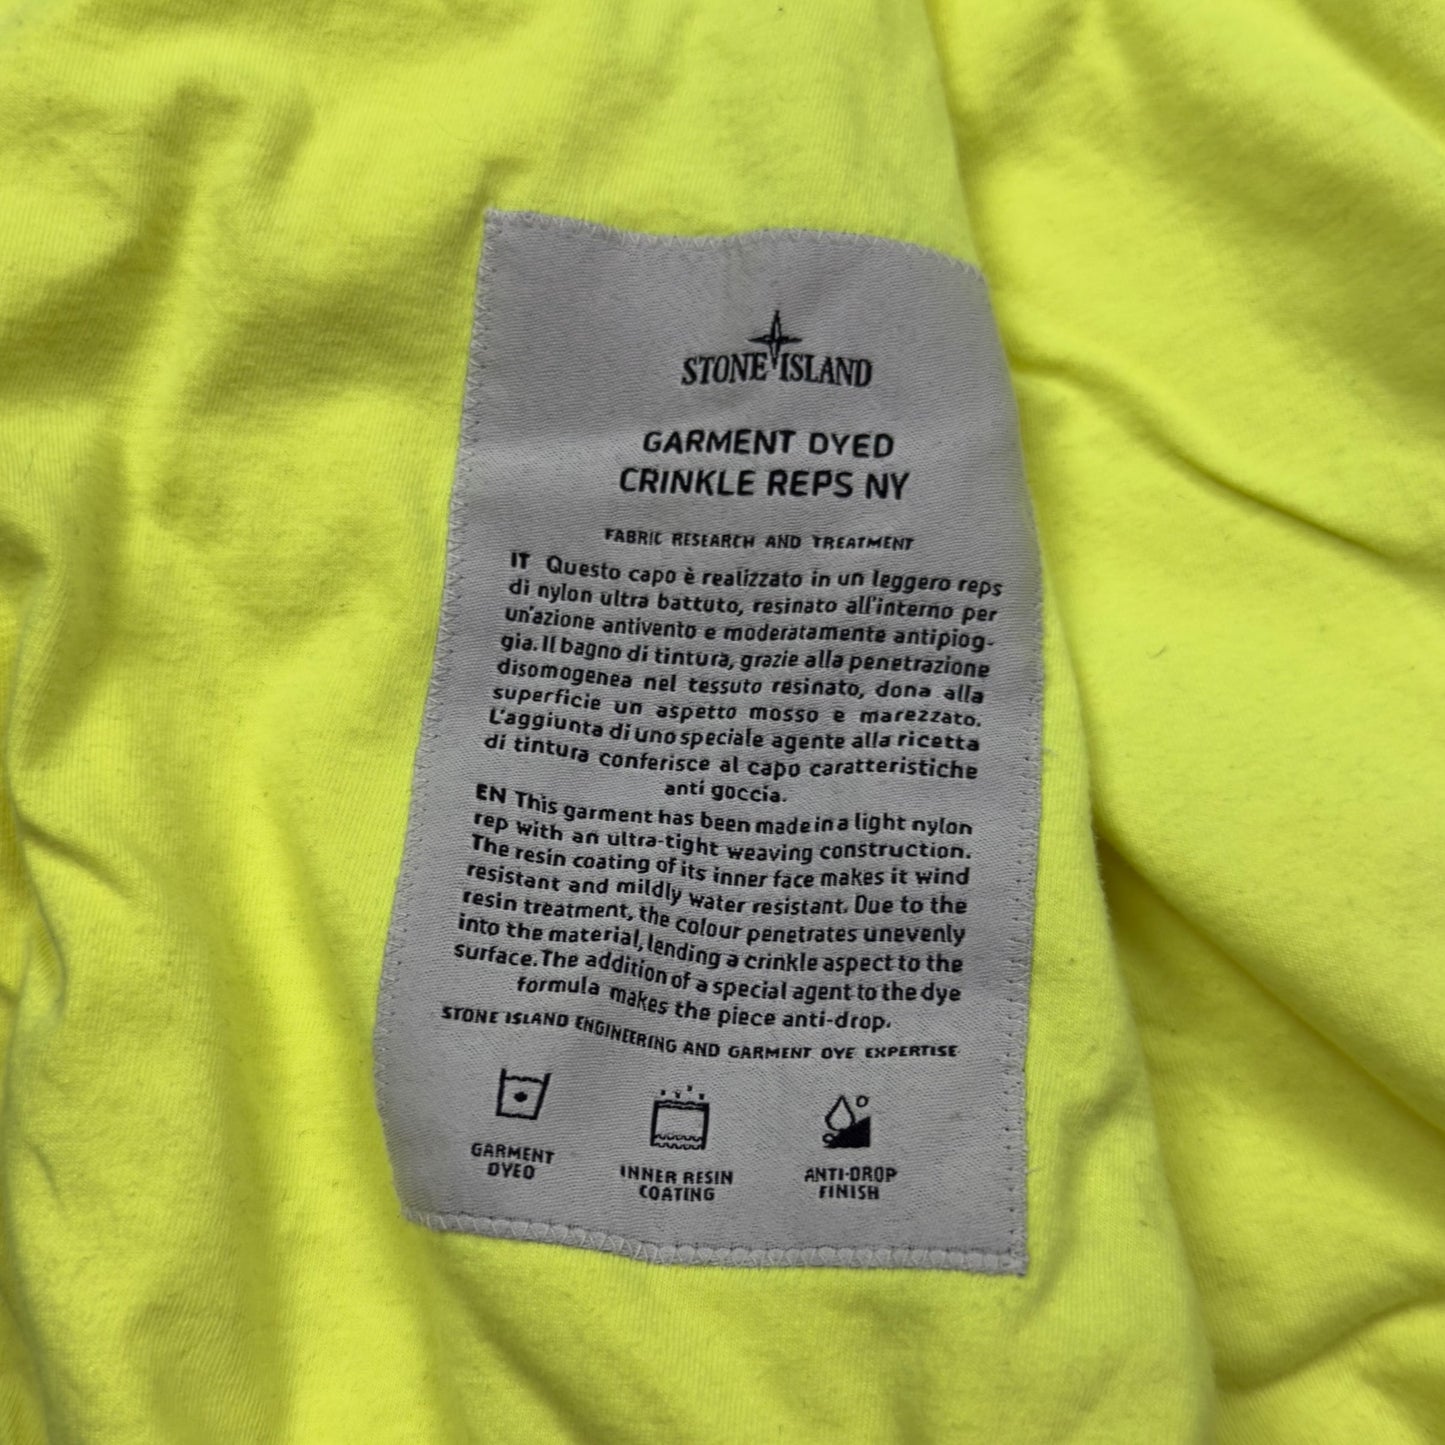 STONE ISLAND
GARMENT DYED
CRINKLE REPS NY
FABRIC RESEARCH AND TREATMENT
IT Questo capo è realizzato in un leggero reps
di nylon ultra battuto, resinato all'interno per
un'azione antivento e moderatamente antipiog-
gia. Il bagno di tintura, grazie alla penetrazione
disomogenea nel tessuto resinato, dona alla
superficie un aspetto mosso e marezzato.
L'aggiunta di uno speciale agente alla ricetta
di tintura conferisce al capo caratteristiche
anti goccia.
EN This garment has been made in a light nylon
rep with an ultra-tight weaving construction.
The resin coating of its inner face makes it wind
resistant and mildly water resistant. Due to the
resin treatment, the colour penetrates unevenly
into the material, lending a crinkle aspect to the
surface. The addition of a special agent to the dye
formula makes the piece anti-drop.
STONE ISLAND ENGINEERING AND GARMENT DYE EXPERTISE
GARMENT
DYED
INNER RESIN
COATING
ANTI-DROP
FINISH